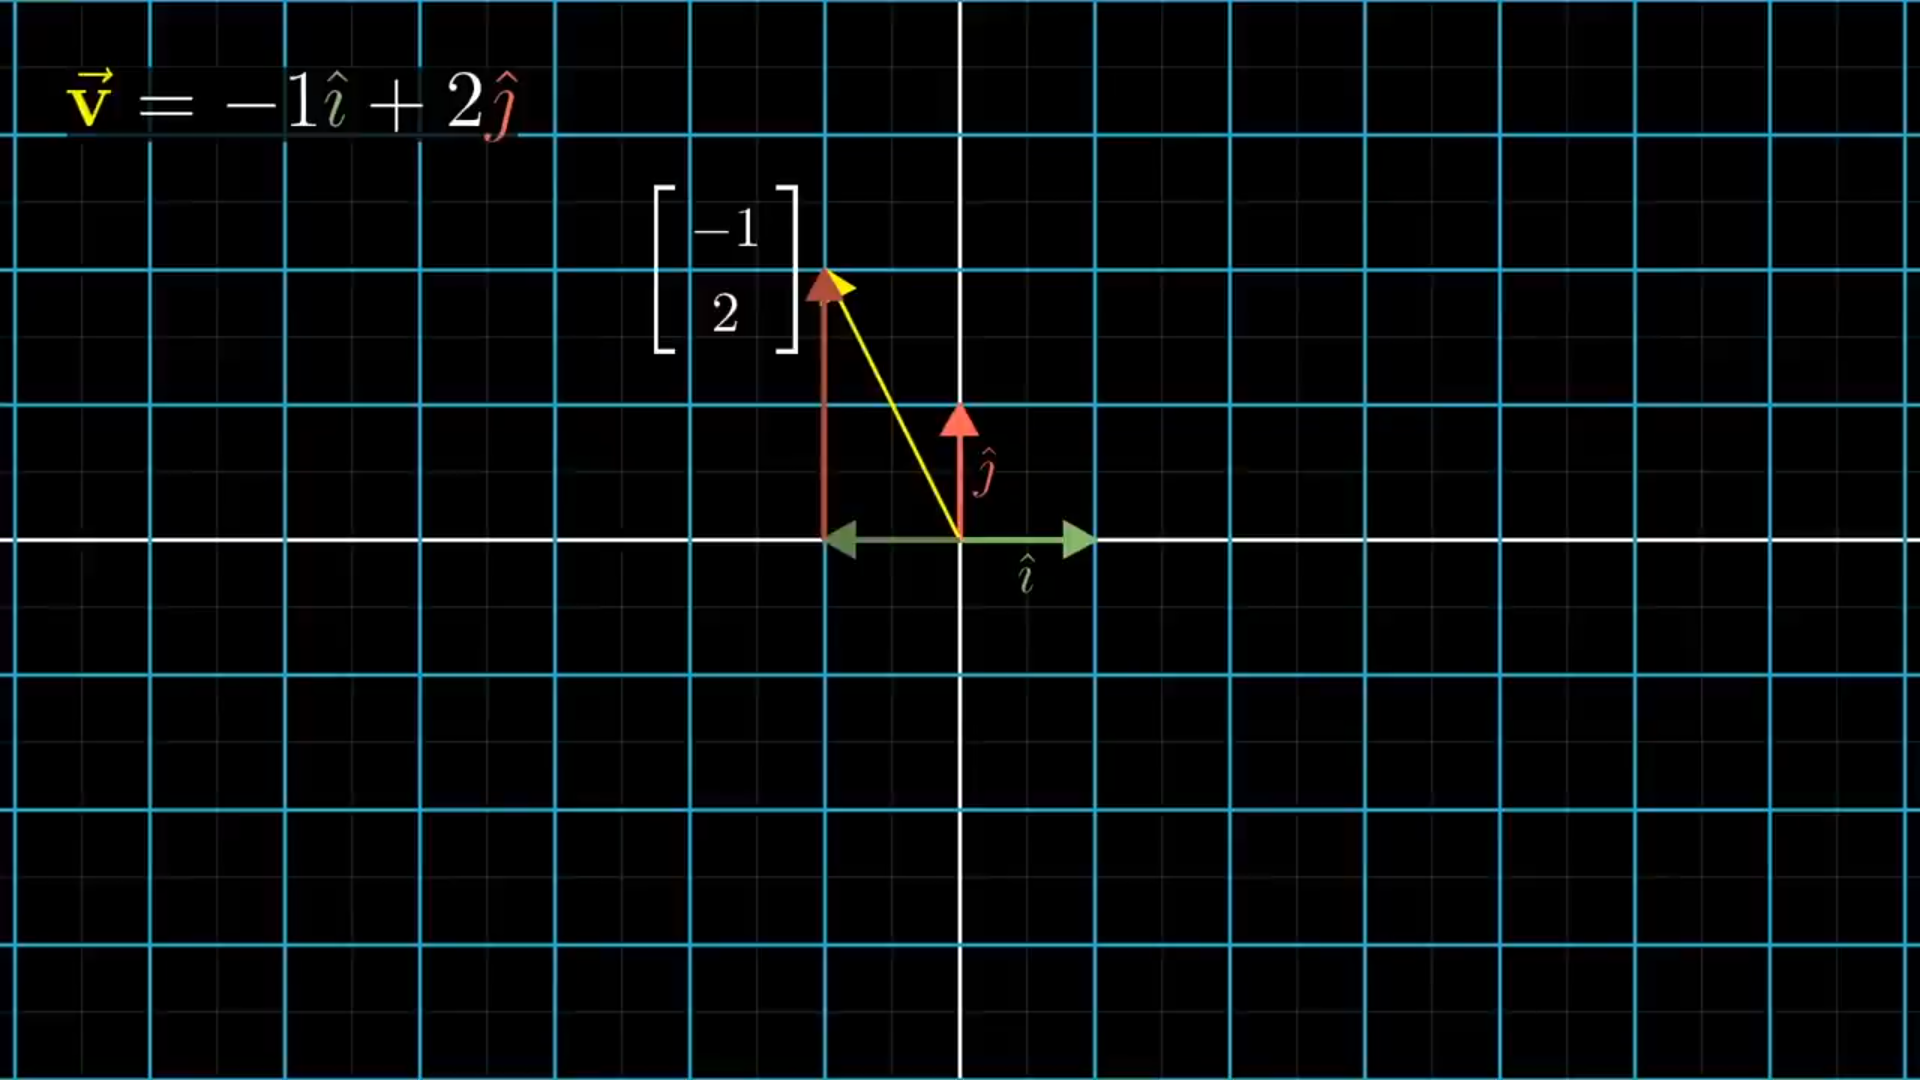 v⃗ = −1î + 2ĵ
−1
2
ĵ
î